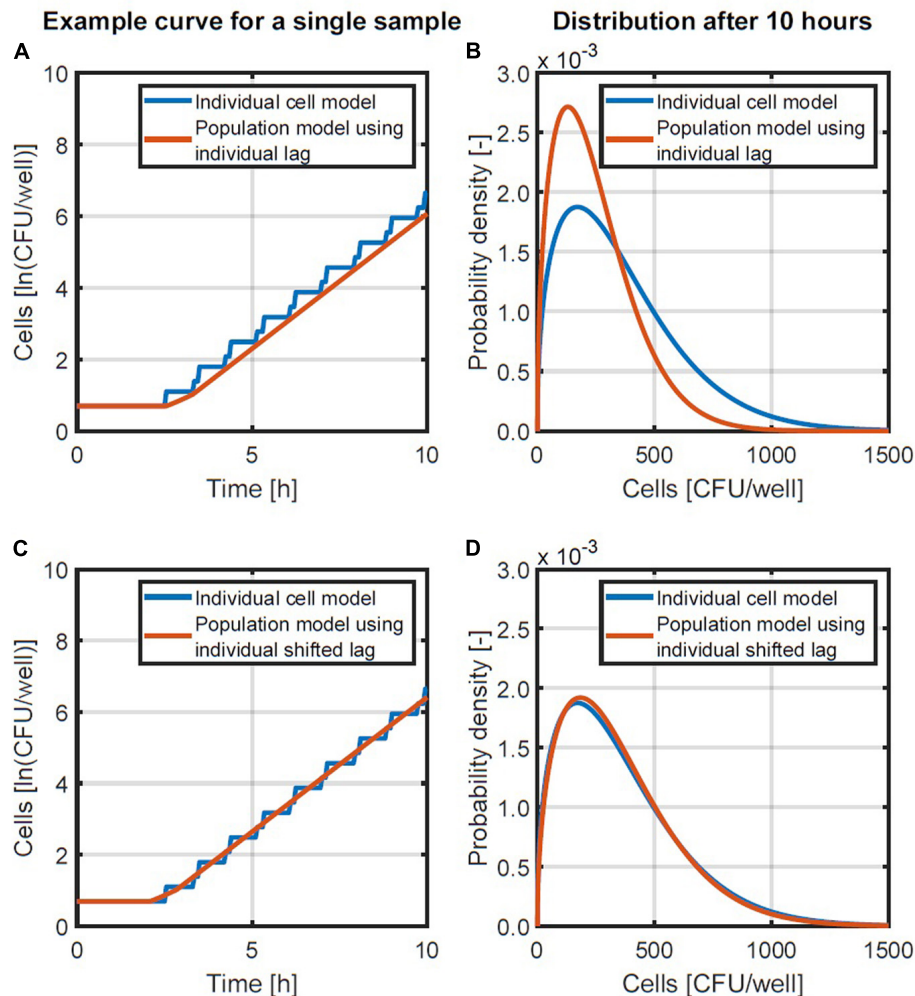 Example curve for a single sample
Distribution after 10 hours
A
10
8
6
4
2
0
Cells [ln(CFU/well)]
Individual cell model
Population model using
individual lag
0
5
10
Time [h]
B
x 10-3
3.0
2.5
2.0
1.5
1.0
0.5
0.0
Probability density [-]
Individual cell model
Population model using
individual lag
0
500
1000
1500
Cells [CFU/well]
C
10
8
6
4
2
0
Cells [ln(CFU/well)]
Individual cell model
Population model using
individual shifted lag
0
5
10
Time [h]
D
x 10-3
3.0
2.5
2.0
1.5
1.0
0.5
0.0
Probability density [-]
Individual cell model
Population model using
individual shifted lag
0
500
1000
1500
Cells [CFU/well]